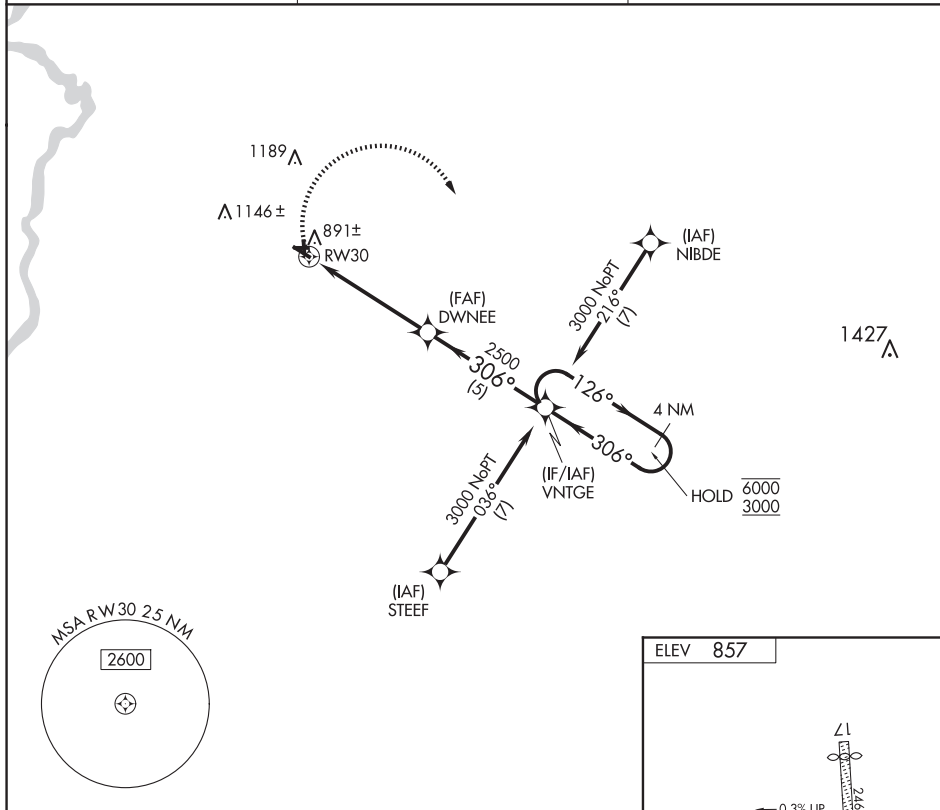 1189
1146±
891±
RW30
(IAF)
NIBDE
3000 NoPT
216°
(7)
(FAF)
DWNEE
1427
2500
306°
(5)
126°
4 NM
306°
(IF/IAF)
VNTGE
HOLD
6000
3000
3000 NoPT
036°
(7)
(IAF)
STEEF
MSA RW30 25 NM
2600
ELEV 857
17
246
0.3% UP